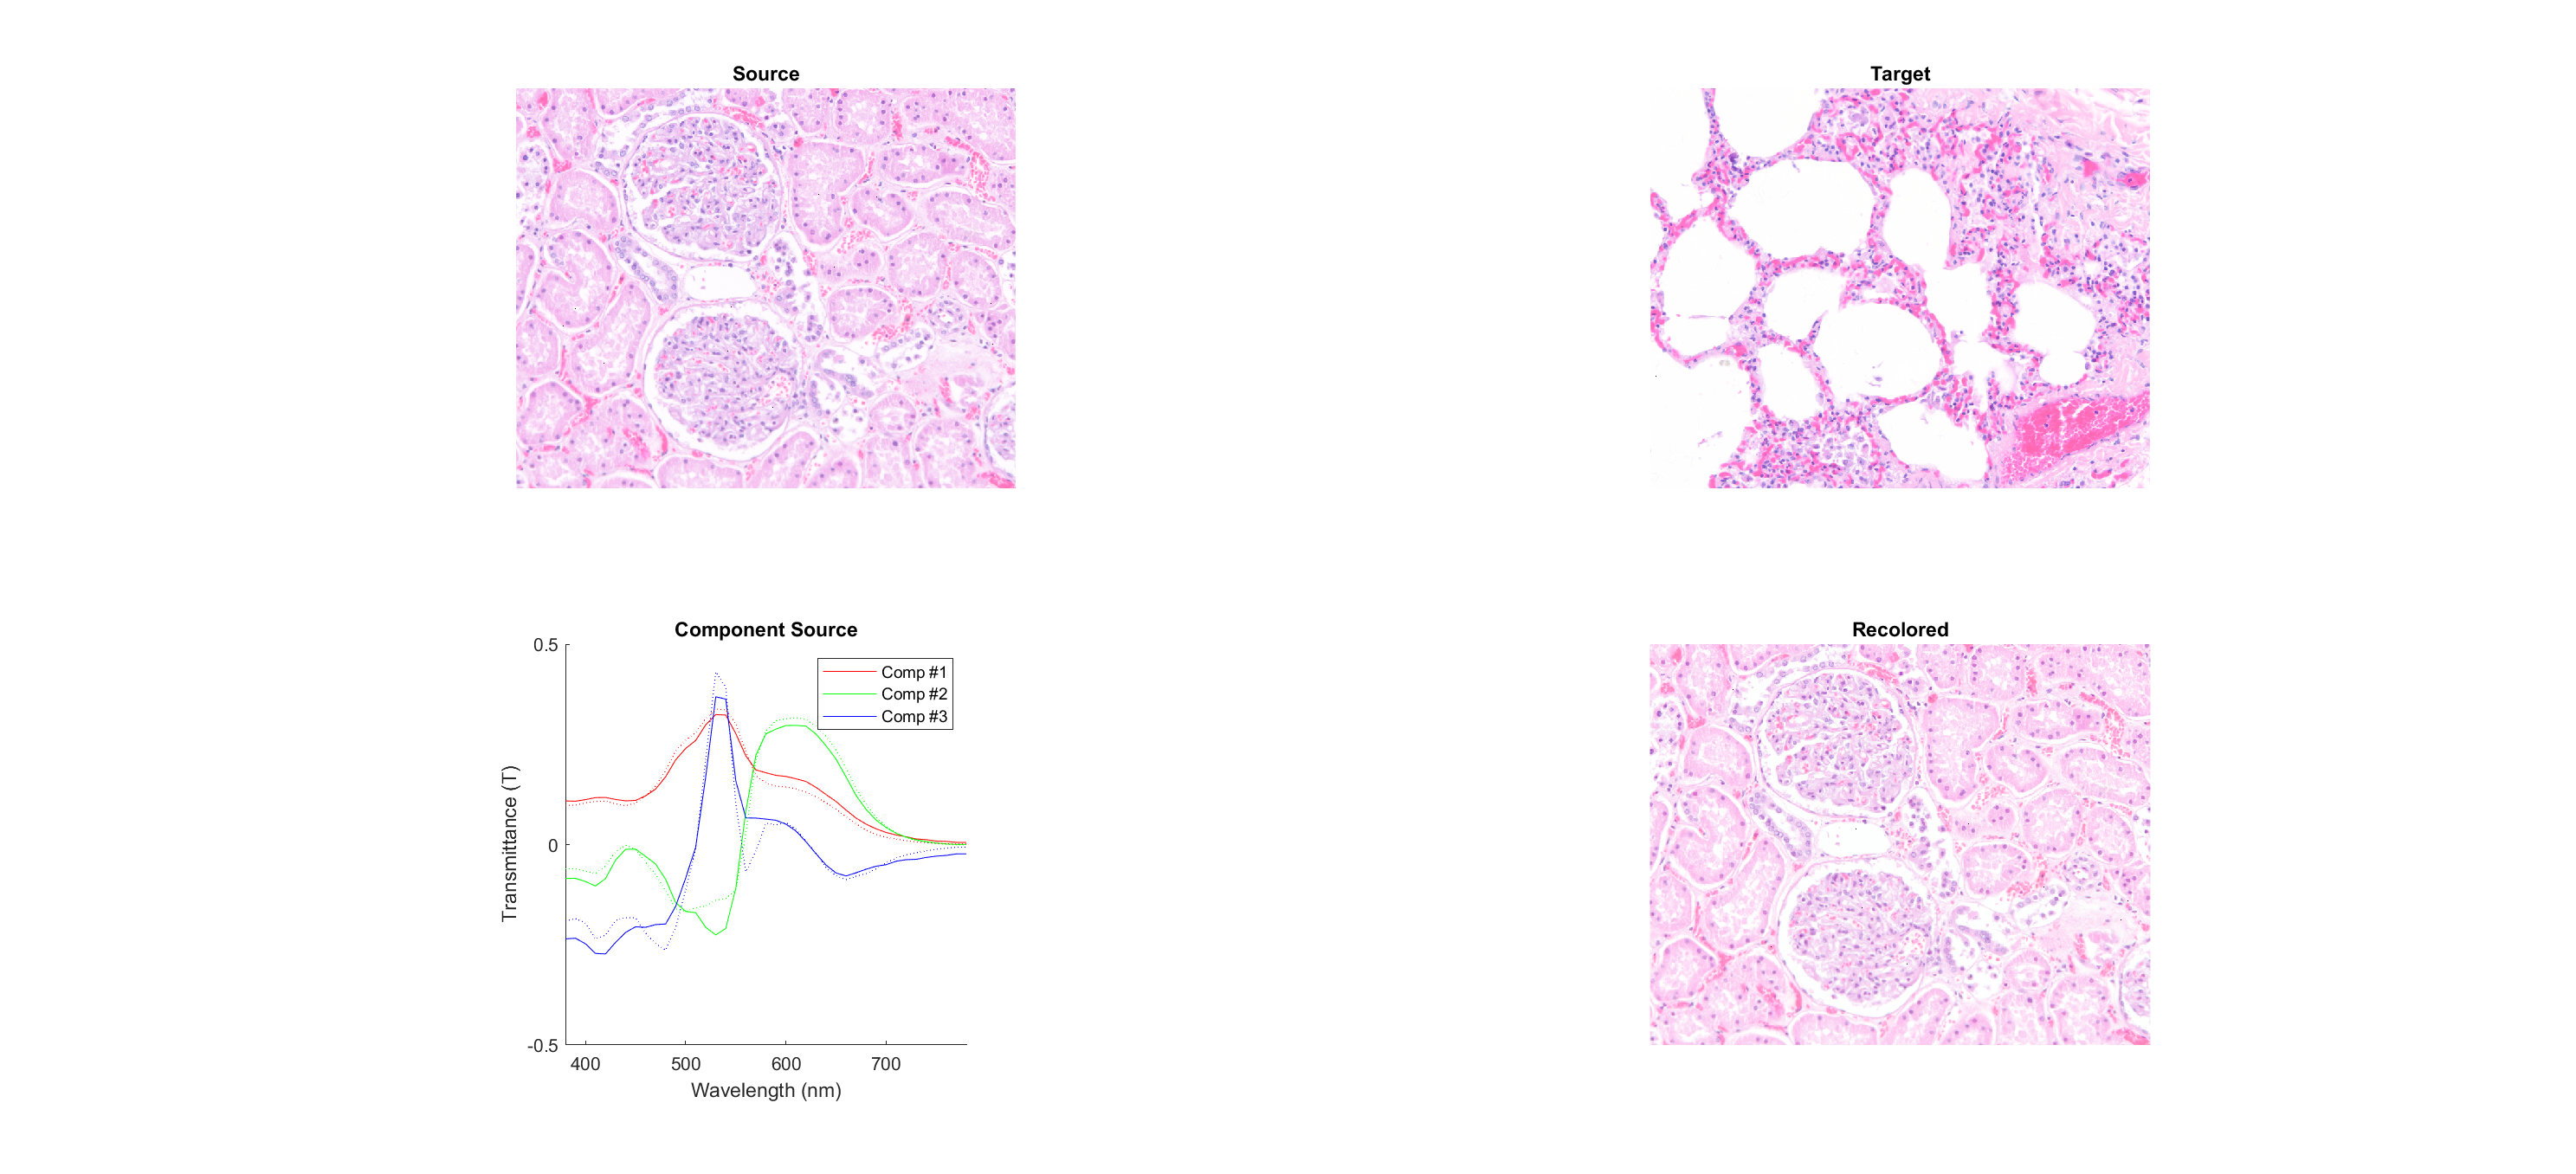 Source
Target
Component Source
0.5
0
-0.5
Transmittance (T)
400 500 600 700
Wavelength (nm)
Comp #1
Comp #2
Comp #3
Recolored